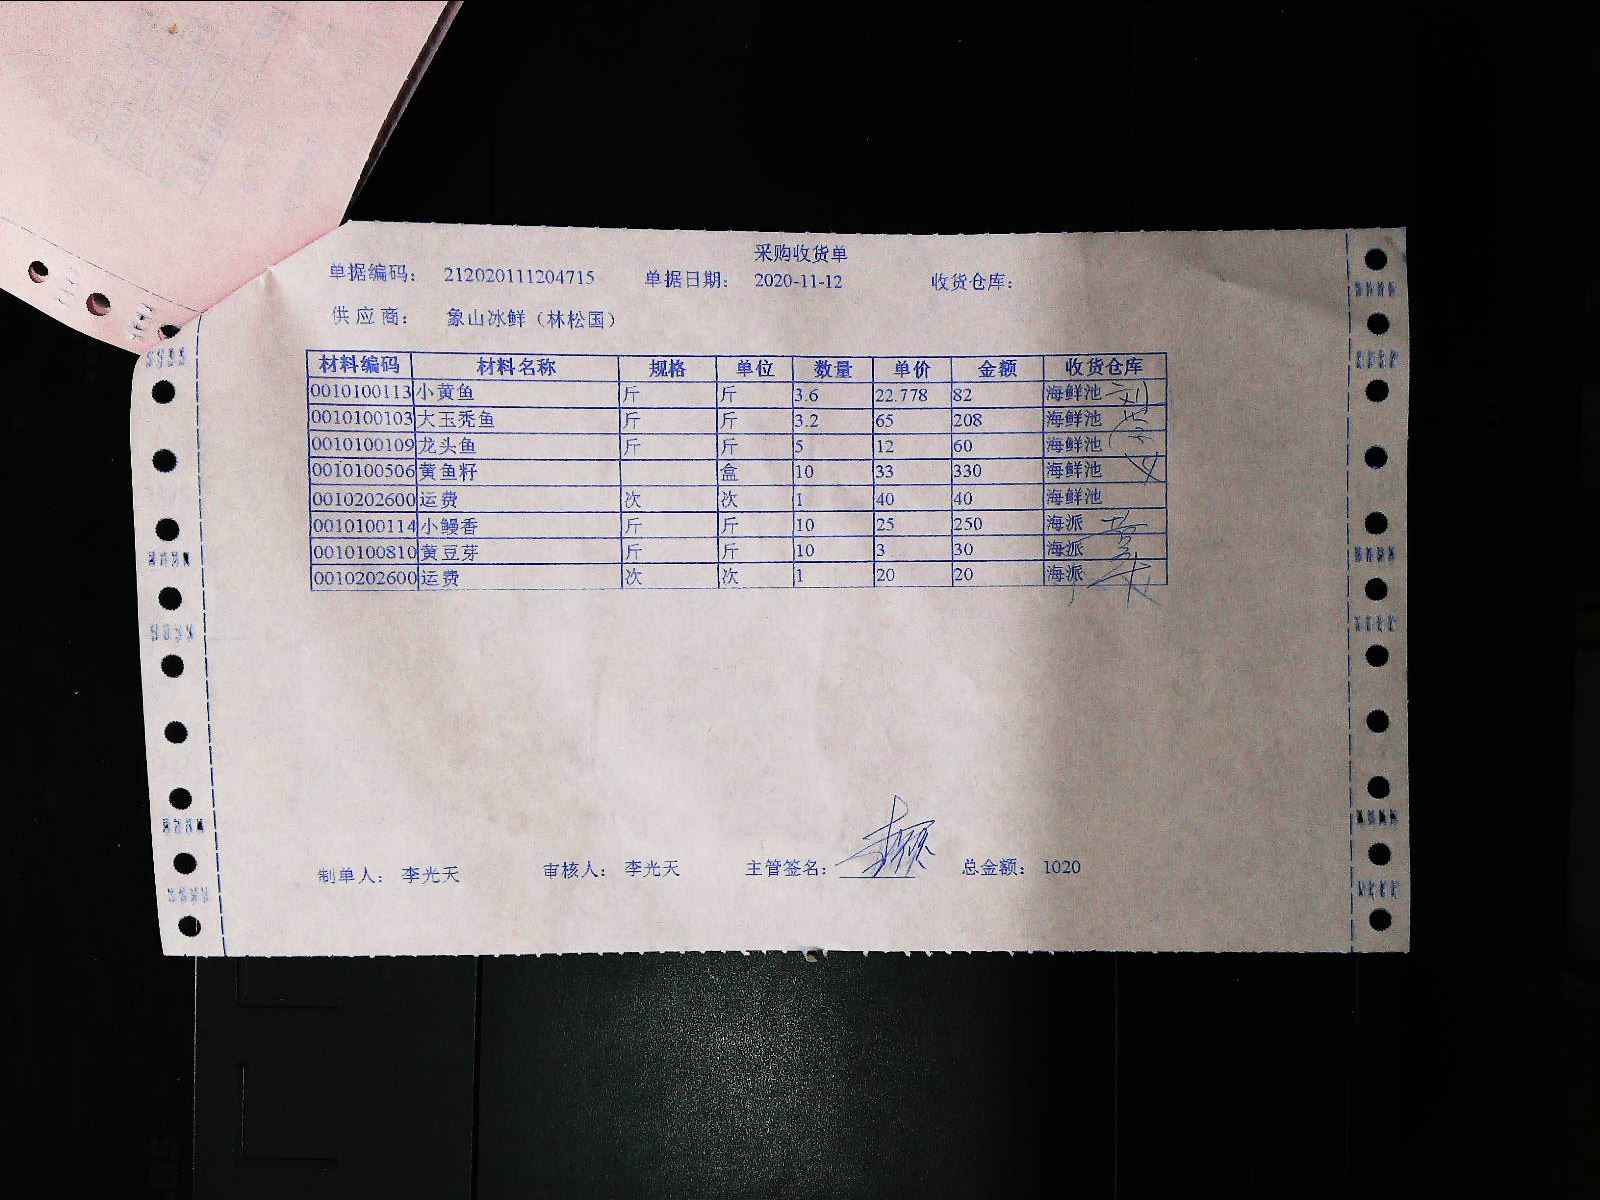 采购收货单
单据编码： 212020111204715 单据日期： 2020-11-12 收货仓库：
供应商： 象山冰鲜（林松国）
材料编码 材料名称 规格 单位 数量 单价 金额 收货仓库
0010100113 小黄鱼 斤 斤 3.6 22.778 82 海鲜池
0010100103 大玉秃鱼 斤 斤 3.2 65 208 海鲜池
0010100109 龙头鱼 斤 斤 5 12 60 海鲜池
0010100506 黄鱼籽 盒 10 33 330 海鲜池
0010202600 运费 次 次 1 40 40 海鲜池
0010100114 小鳗香 斤 斤 10 25 250 海派
0010100810 黄豆芽 斤 斤 10 3 30 海派
0010202600 运费 次 次 1 20 20 海派
制单人： 李光天 审核人： 李光天 主管签名： 总金额： 1020